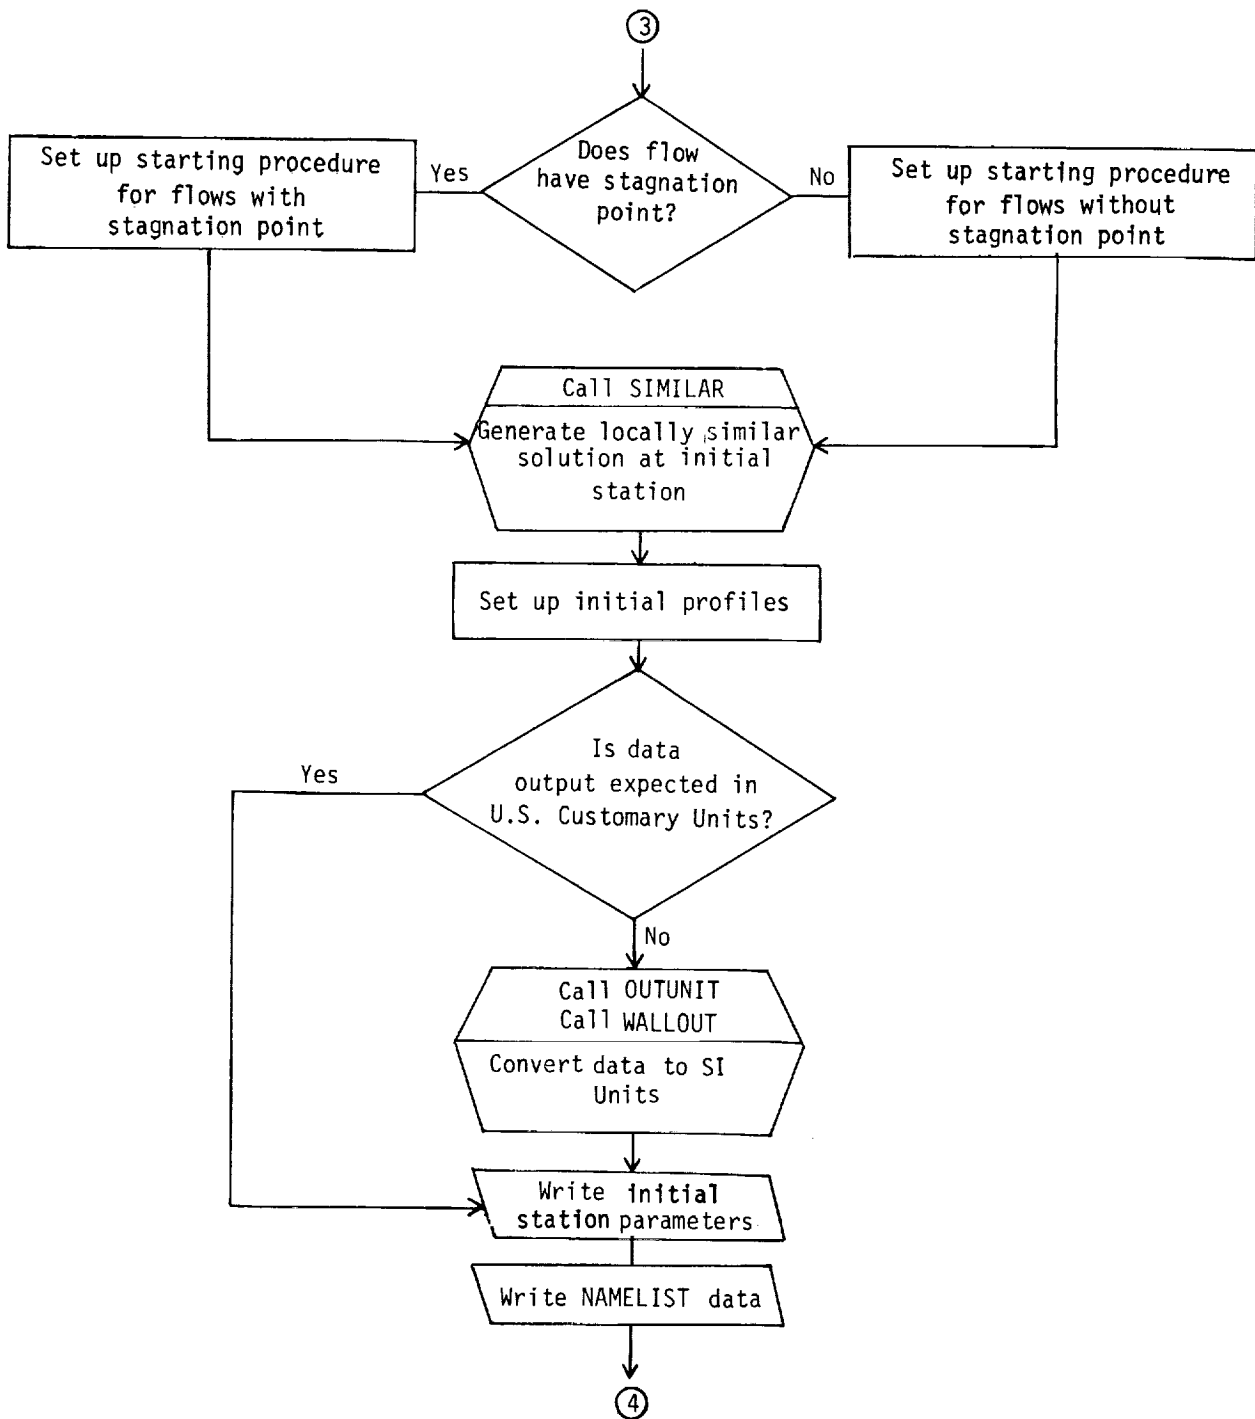 3
Does flow
have stagnation
point?
Yes
No
Set up starting procedure
for flows with
stagnation point
Set up starting procedure
for flows without
stagnation point
Call SIMILAR
Generate locally similar
solution at initial
station
Set up initial profiles
Is data
output expected in
U.S. Customary Units?
Yes
No
Call OUTUNIT
Call WALLOUT
Convert data to SI
Units
Write initial
station parameters
Write NAMELIST data
4